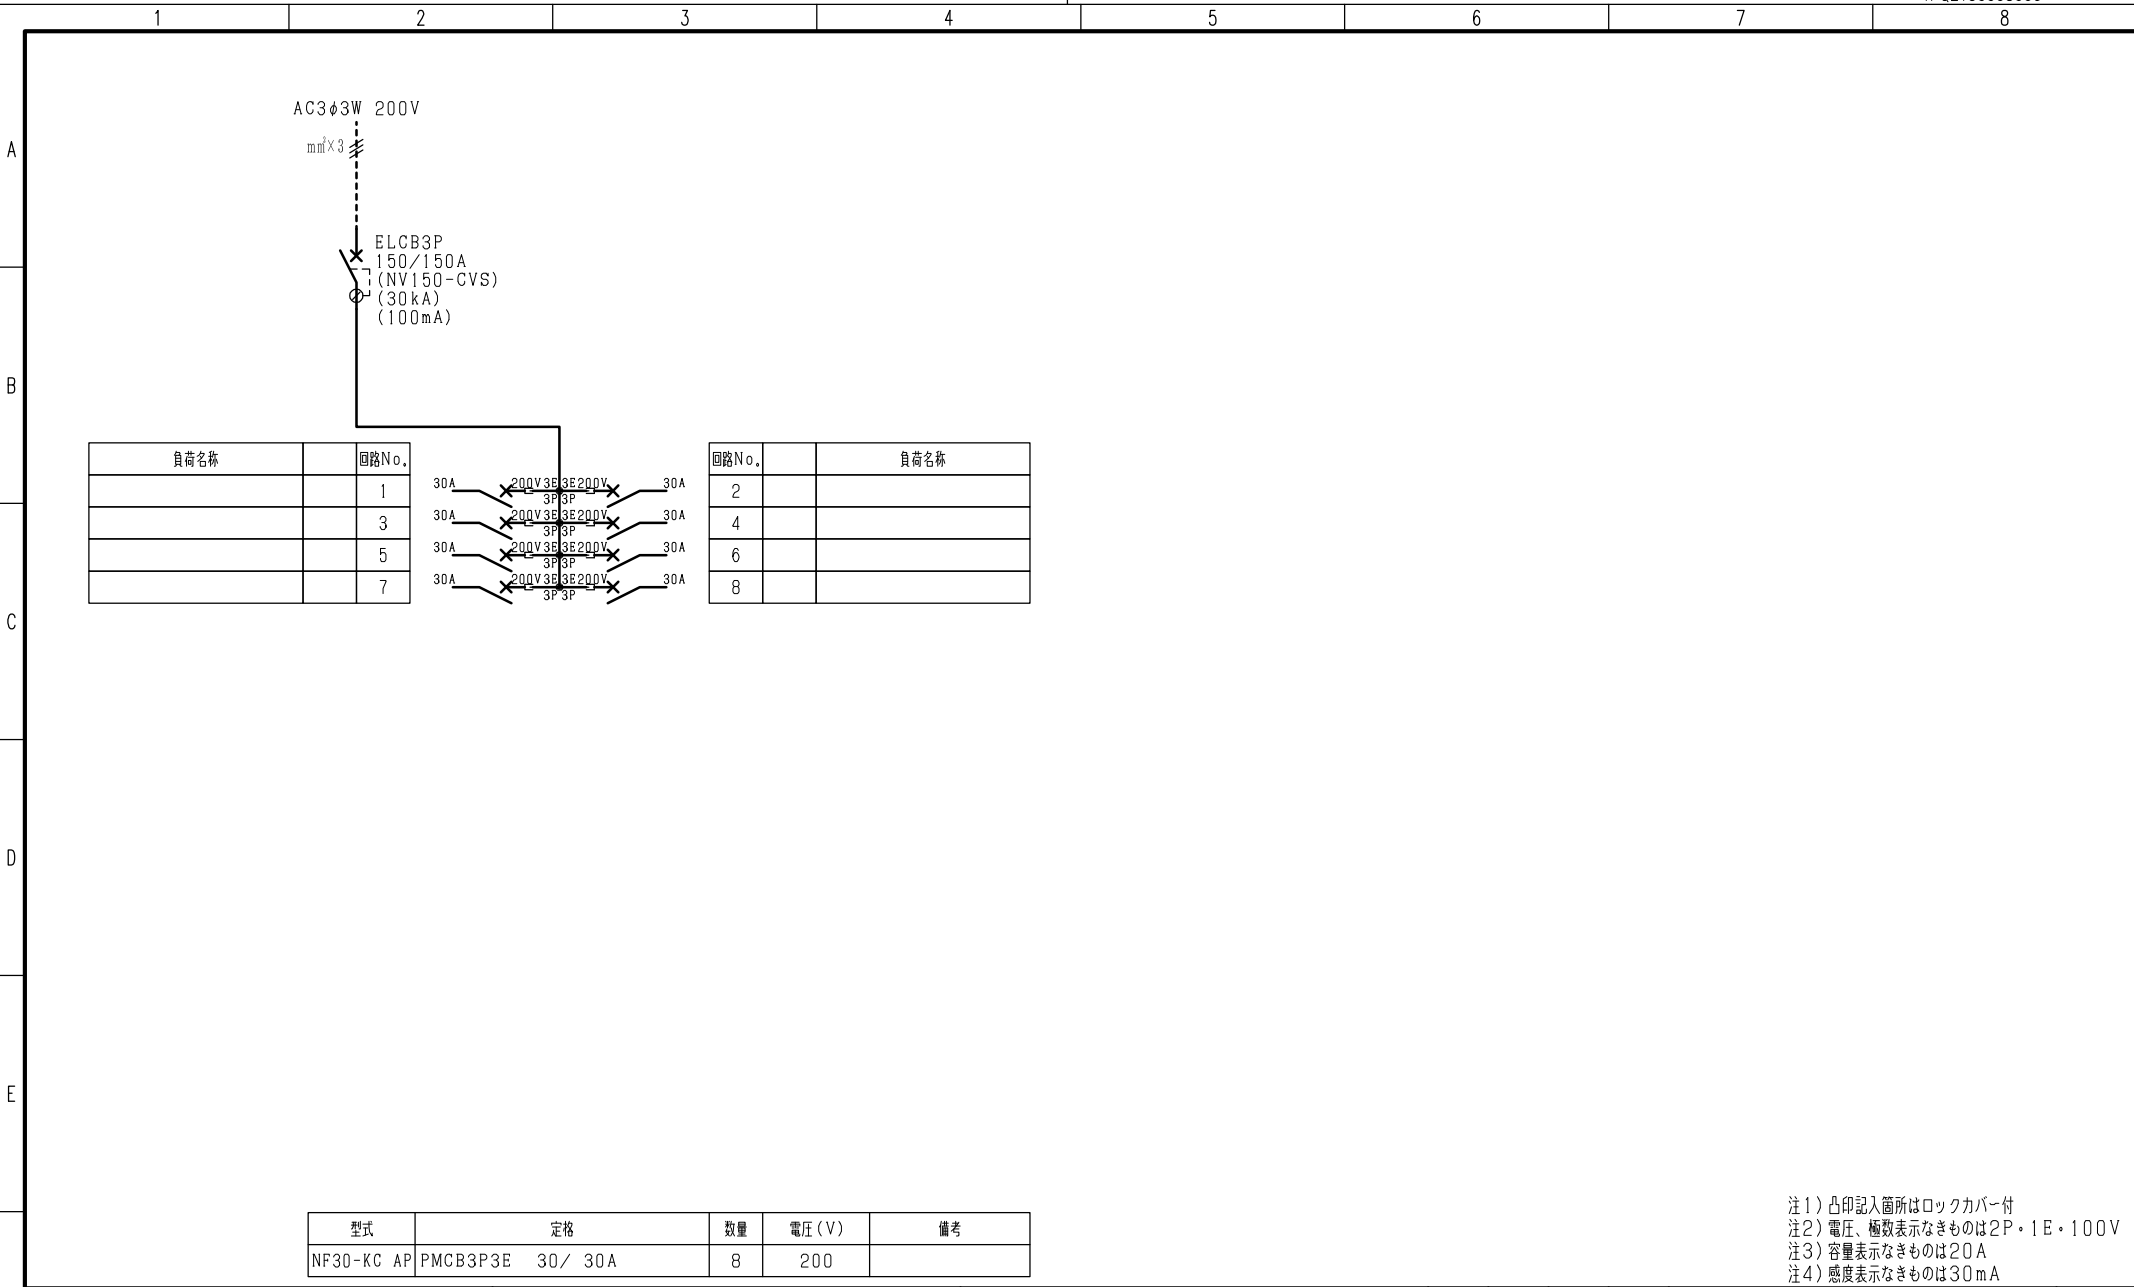 1 2 3 4 5 6 7 8
AC3φ3W 200V
A
mm²×3
ELCB3P
150/150A
(NV150-CVS)
(30kA)
(100mA)
B
負荷名称 回路No. 回路No. 負荷名称
1 30A 200V 3E 3E 200V 30A 2
3P 3P
3 30A 200V 3E 3E 200V 30A 4
3P 3P
5 30A 200V 3E 3E 200V 30A 6
3P 3P
7 30A 200V 3E 3E 200V 30A 8
3P 3P
C
D
E
型式 定格 数量 電圧(V) 備考
NF30-KC AP PMCB3P3E 30/ 30A 8 200
注1)凸印記入箇所はロックカバー付
注2)電圧、極数表示なきものは2P・1E・100V
注3)容量表示なきものは20A
注4)感度表示なきものは30mA